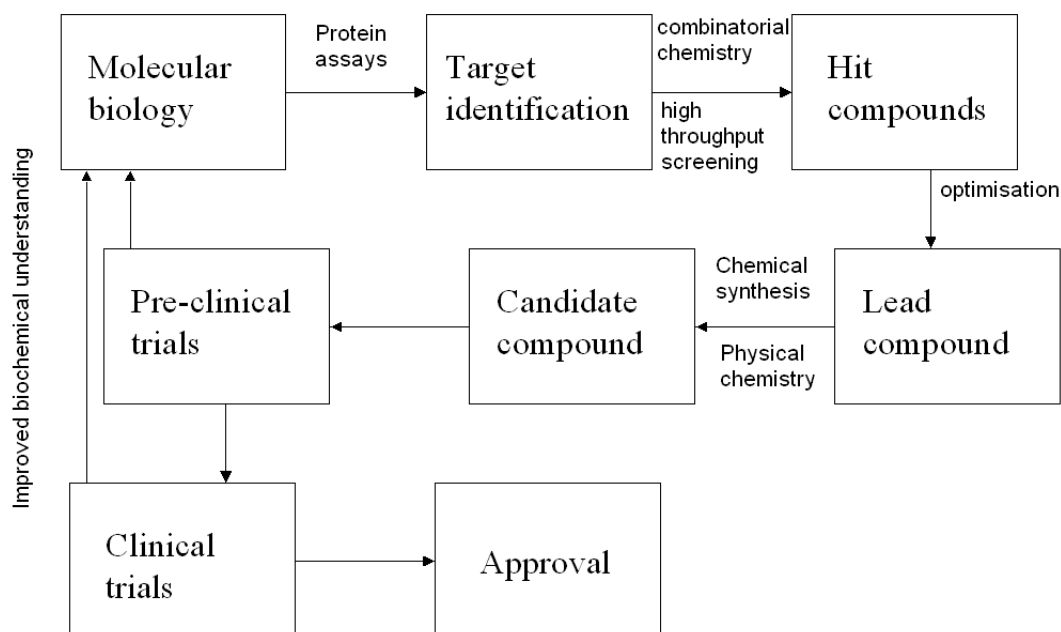 Molecular
biology
Protein
assays
Target
identification
combinatorial
chemistry
high
throughput
screening
Hit
compounds
optimisation
Improved biochemical understanding
Pre-clinical
trials
Candidate
compound
Chemical
synthesis
Physical
chemistry
Lead
compound
Clinical
trials
Approval